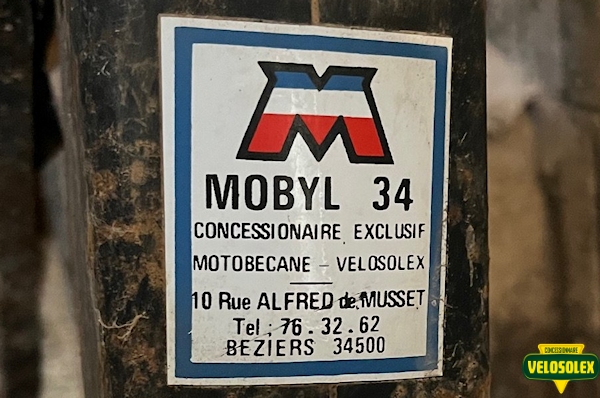 M
MOBYL 34
CONCESSIONAIRE EXCLUSIF
MOTOBECANE - VELOSOLEX
10 Rue ALFRED de MUSSET
Tel : 76.32.62
BEZIERS 34500
CONCESSIONNAIRE
VELOSOLEX